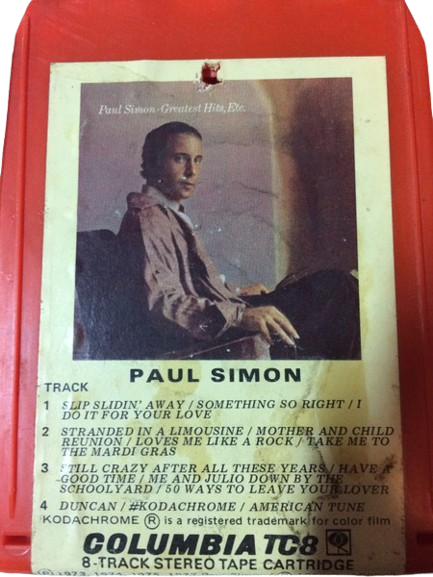 Paul Simon-Greatest Hits, Etc.
PAUL SIMON
TRACK
1 SLIP SLIDIN' AWAY / SOMETHING SO RIGHT / I
DO IT FOR YOUR LOVE
2 STRANDED IN A LIMOUSINE / MOTHER AND CHILD
REUNION / LOVES ME LIKE A ROCK / TAKE ME TO
THE MARDI GRAS
3 STILL CRAZY AFTER ALL THESE YEARS / HAVE A
GOOD TIME / ME AND JULIO DOWN BY THE
SCHOOLYARD / 50 WAYS TO LEAVE YOUR LOVER
4 DUNCAN / #KODACHROME / AMERICAN TUNE
KODACHROME ® is a registered trademark for color film
COLUMBIA TC8
8-TRACK STEREO TAPE CARTRIDGE